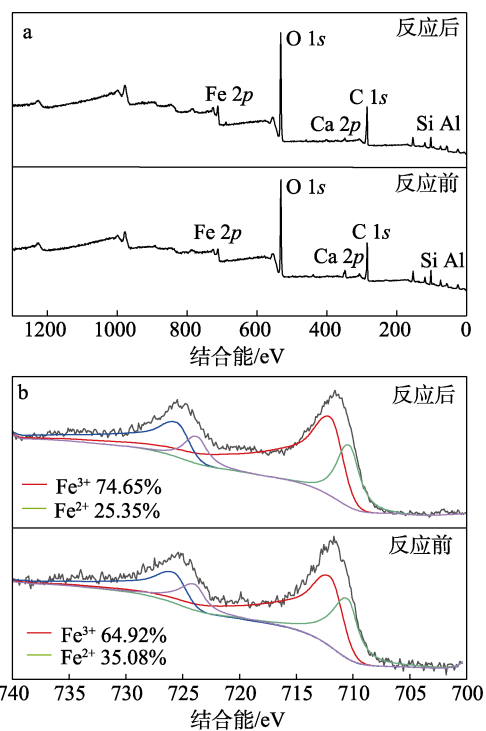 a
反应后
O 1s
Fe 2p
C 1s
Ca 2p
Si Al
反应前
O 1s
Fe 2p
C 1s
Ca 2p
Si Al
1200 1000 800 600 400 200 0
结合能/eV
b
反应后
Fe³⁺ 74.65%
Fe²⁺ 25.35%
反应前
Fe³⁺ 64.92%
Fe²⁺ 35.08%
740 735 730 725 720 715 710 705 700
结合能/eV